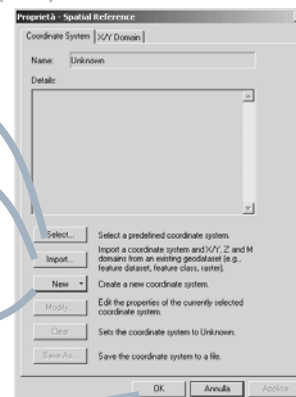 Proprietà - Spatial Reference
Coordinate System X/Y Domain
Name: Unknown
Details:
Select... Select a predefined coordinate system.
Import... Import a coordinate system and X/Y, Z and M
domains from an existing geodataset (e.g.,
feature dataset, feature class, raster).
New Create a new coordinate system.
Modify... Edit the properties of the currently selected
coordinate system.
Clear Sets the coordinate system to Unknown.
Save As... Save the coordinate system to a file.
OK Annulla Applica